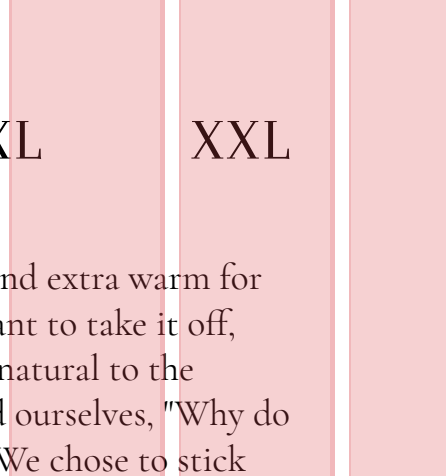 XL XXL
nd extra warm for
ant to take it off,
natural to the
d ourselves, "Why do
We chose to stick